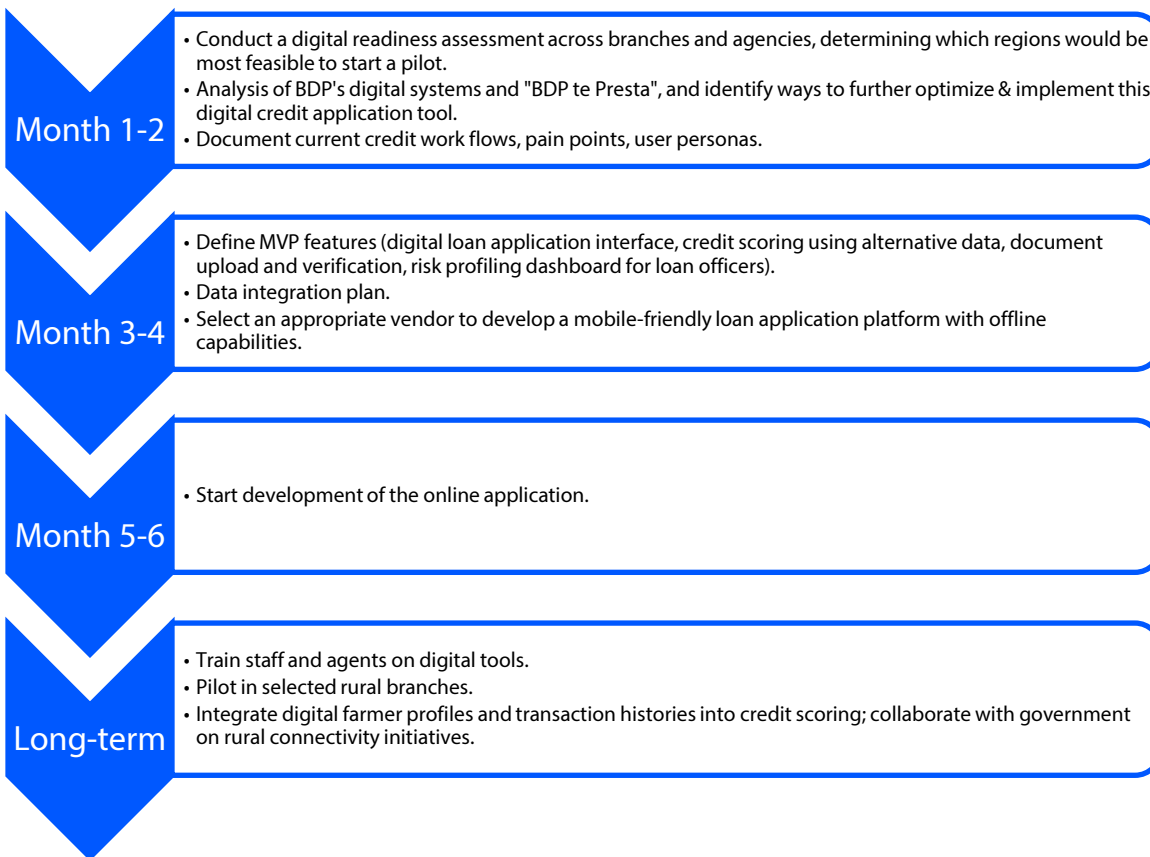 Month 1-2
• Conduct a digital readiness assessment across branches and agencies, determining which regions would be
most feasible to start a pilot.
• Analysis of BDP's digital systems and "BDP te Presta", and identify ways to further optimize & implement this
digital credit application tool.
• Document current credit work flows, pain points, user personas.
Month 3-4
• Define MVP features (digital loan application interface, credit scoring using alternative data, document
upload and verification, risk profiling dashboard for loan officers).
• Data integration plan.
• Select an appropriate vendor to develop a mobile-friendly loan application platform with offline
capabilities.
Month 5-6
• Start development of the online application.
Long-term
• Train staff and agents on digital tools.
• Pilot in selected rural branches.
• Integrate digital farmer profiles and transaction histories into credit scoring; collaborate with government
on rural connectivity initiatives.